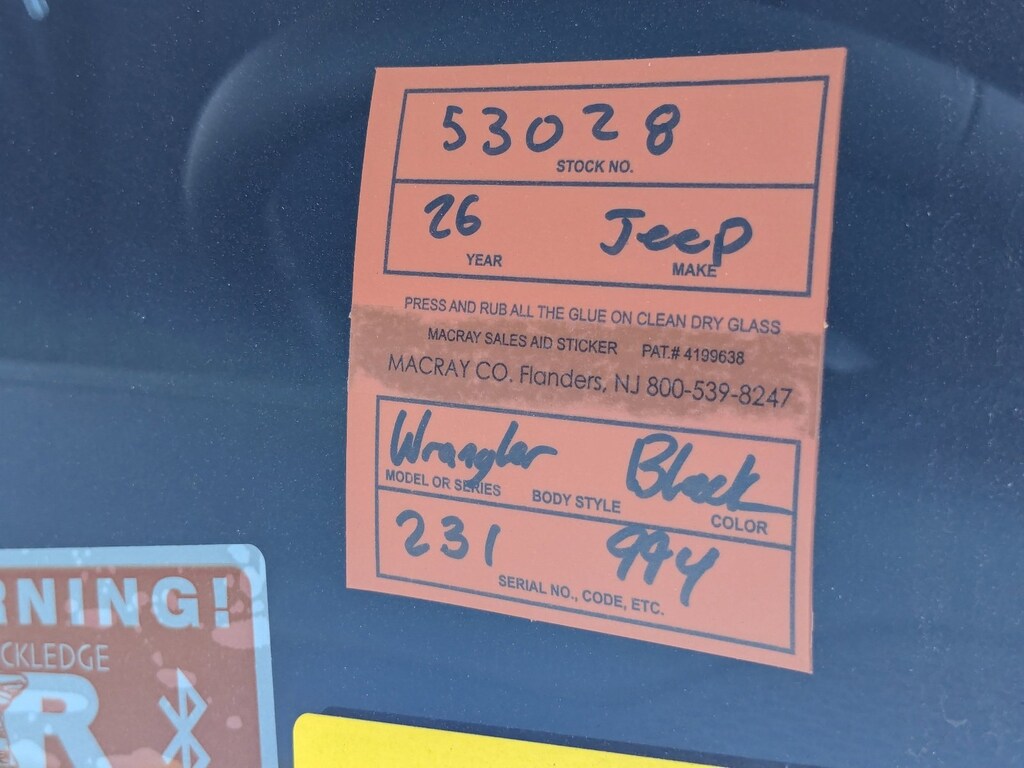 53028
STOCK NO.
26 Jeep
YEAR MAKE
PRESS AND RUB ALL THE GLUE ON CLEAN DRY GLASS
MACRAY SALES AID STICKER PAT.# 4199638
MACRAY CO. Flanders, NJ 800-539-8247
Wrangler Black
MODEL OR SERIES BODY STYLE COLOR
231
SERIAL NO., CODE, ETC.
RNING!
CKLEDGE
R